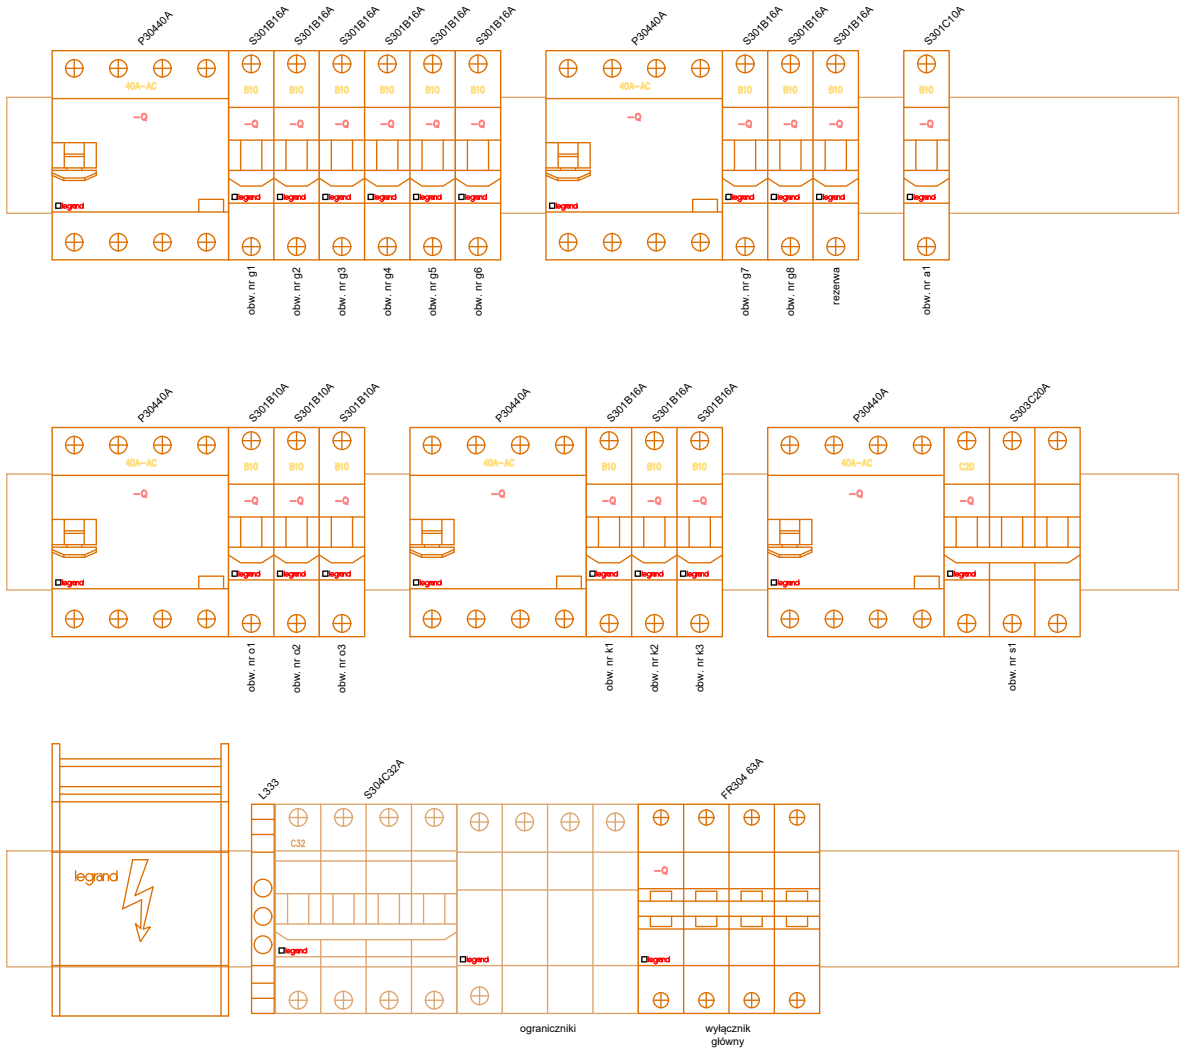 P30440A S301B16A S301B16A S301B16A S301B16A S301B16A S301B16A P30440A S301B16A S301B16A S301B16A S301C10A
40A-AC B10 B10 B10 B10 B10 B10 40A-AC B10 B10 B10 B10
-Q -Q -Q -Q -Q -Q -Q -Q -Q -Q -Q -Q
legrand legrand legrand legrand legrand legrand legrand legrand legrand legrand legrand legrand
obw. nr g1 obw. nr g2 obw. nr g3 obw. nr g4 obw. nr g5 obw. nr g6 obw. nr g7 obw. nr g8 rezerwa obw. nr a1
P30440A S301B10A S301B10A S301B10A P30440A S301B16A S301B16A S301B16A P30440A S303C20A
40A-AC B10 B10 B10 40A-AC B10 B10 B10 40A-AC C20
-Q -Q -Q -Q -Q -Q -Q -Q -Q -Q
legrand legrand legrand legrand legrand legrand legrand legrand legrand legrand
obw. nr o1 obw. nr o2 obw. nr o3 obw. nr k1 obw. nr k2 obw. nr k3 obw. nr s1
L333 S304C32A FR304 63A
C32
-Q
legrand
legrand legrand legrand
ograniczniki wyłącznik
główny